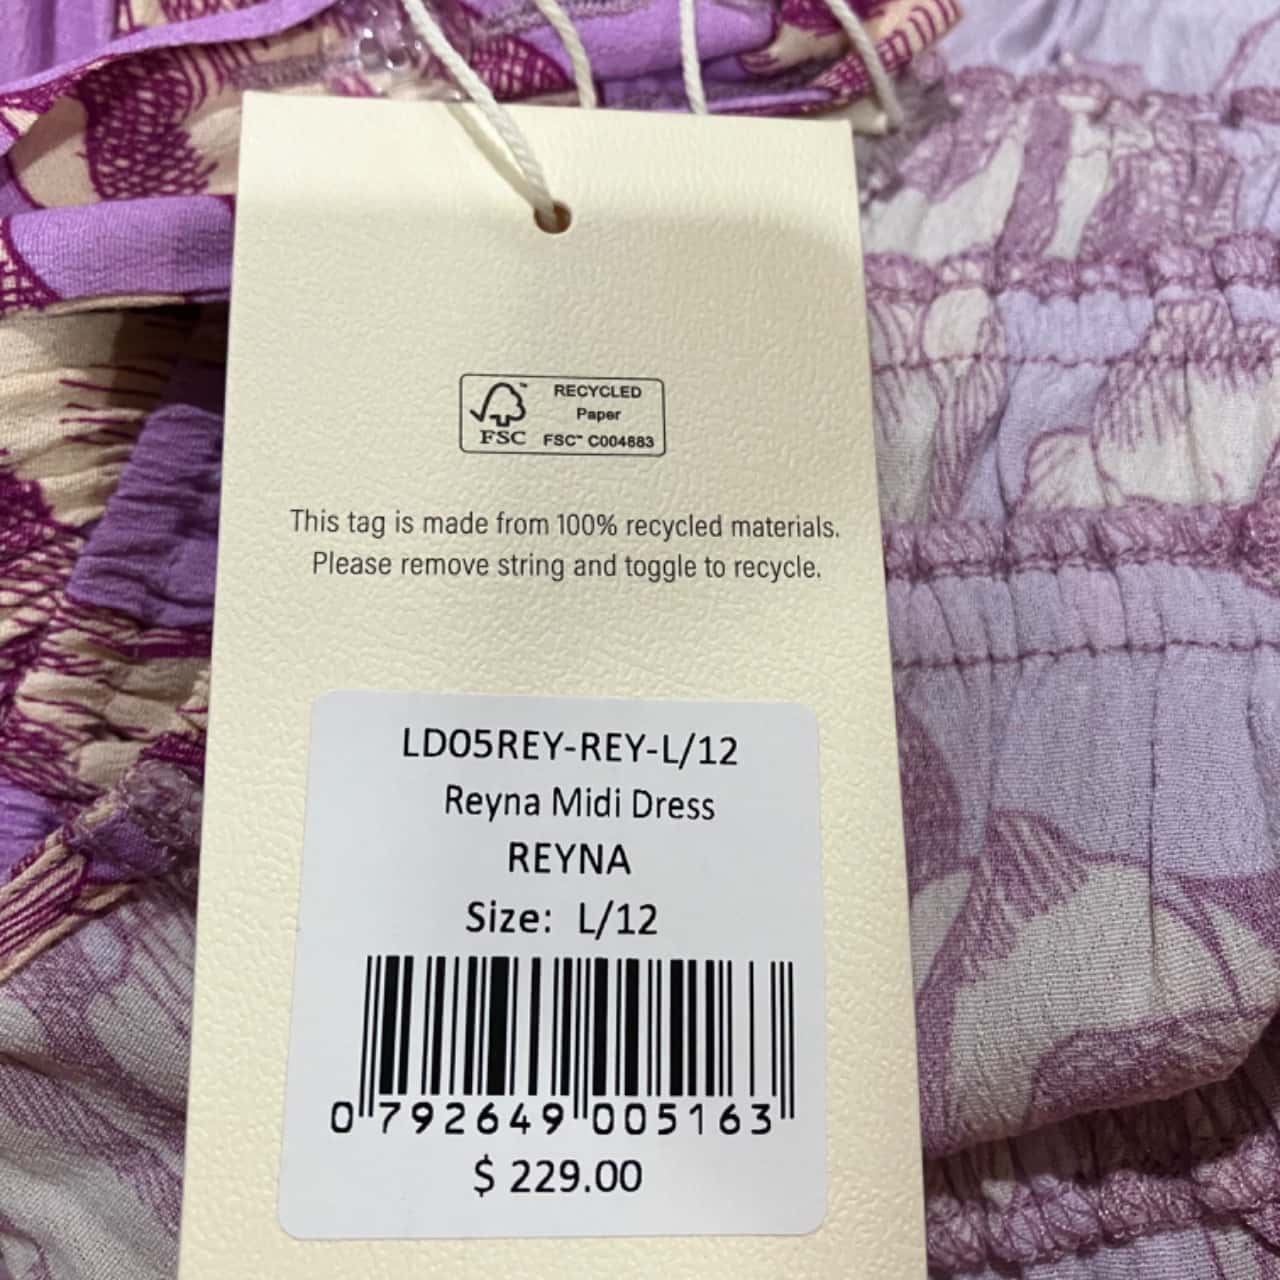 RECYCLED
Paper
FSC FSC™ C004683
This tag is made from 100% recycled materials.
Please remove string and toggle to recycle.
LD05REY-REY-L/12
Reyna Midi Dress
REYNA
Size: L/12
0 792649 005163
$ 229.00